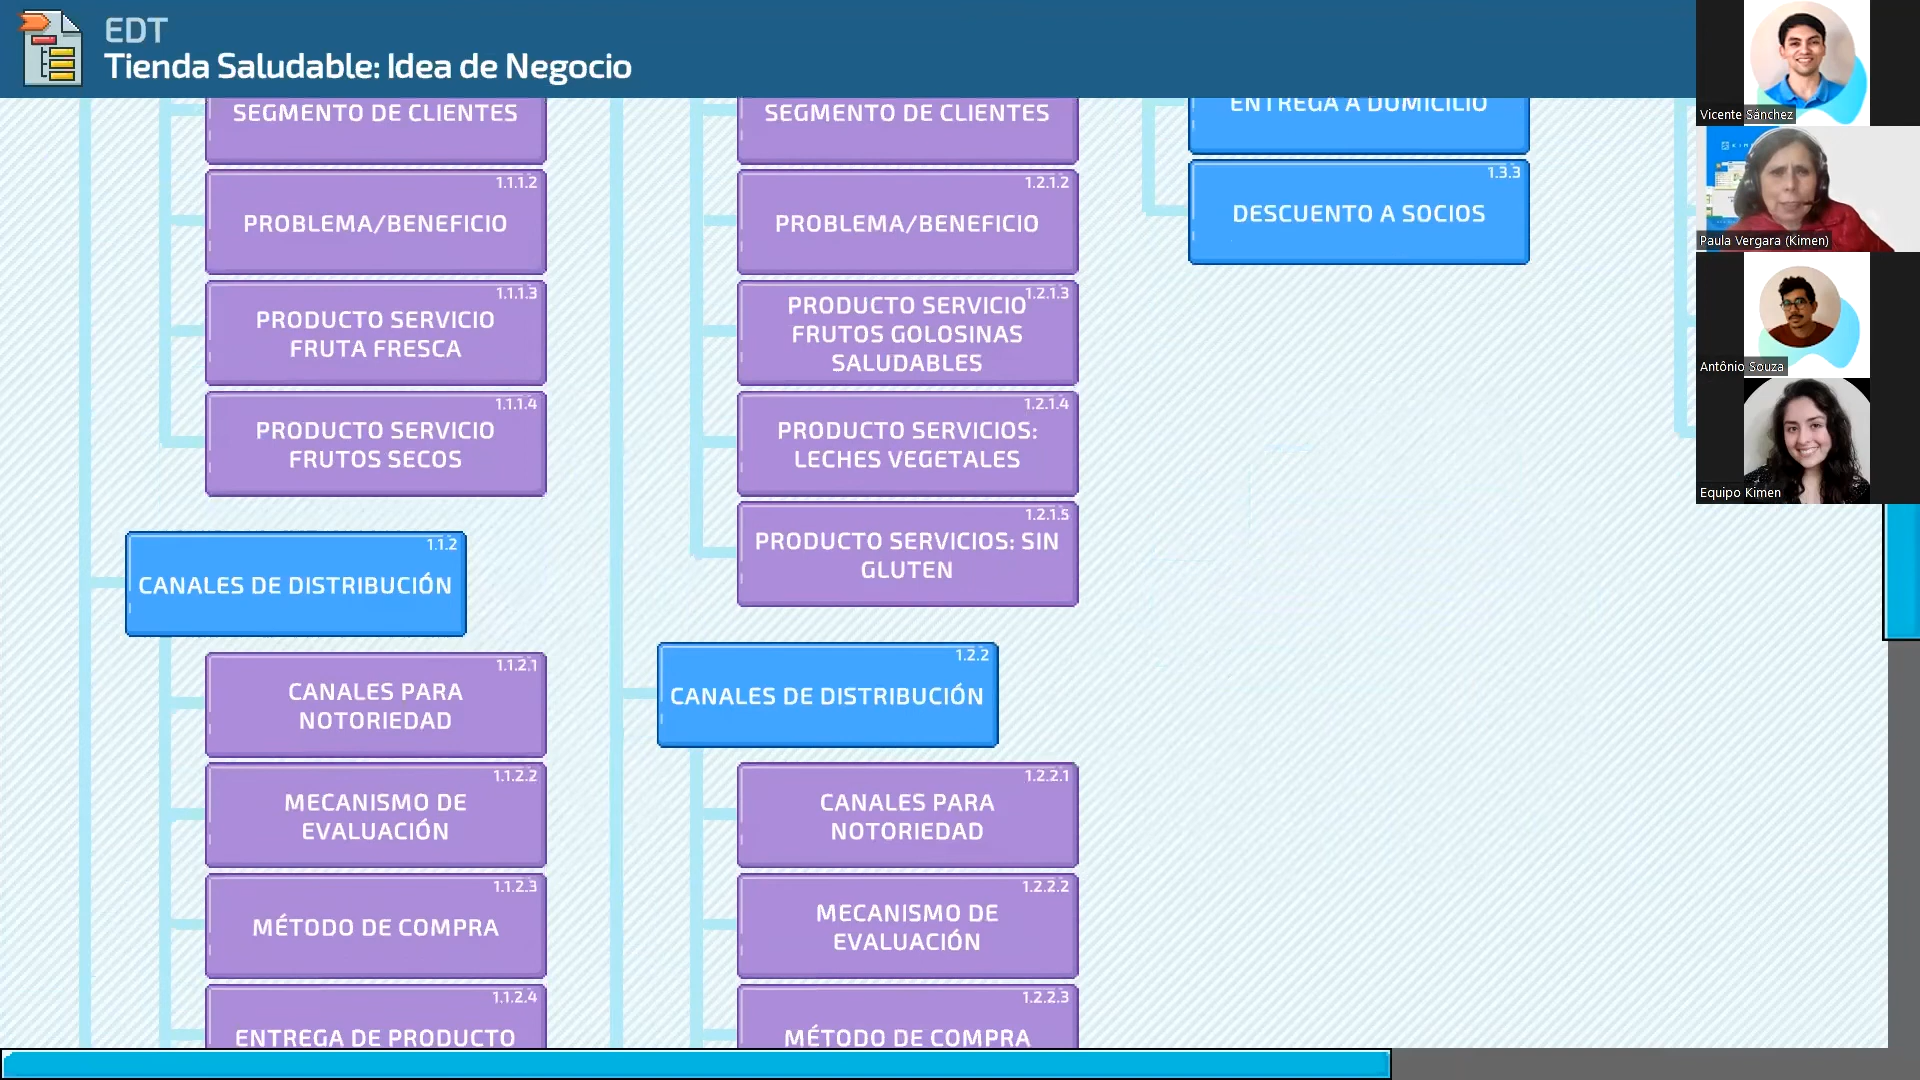 EDT
Tienda Saludable: Idea de Negocio
SEGMENTO DE CLIENTES
1.1.1.2
PROBLEMA/BENEFICIO
1.1.1.3
PRODUCTO SERVICIO
FRUTA FRESCA
1.1.1.4
PRODUCTO SERVICIO
FRUTOS SECOS
1.1.2
CANALES DE DISTRIBUCIÓN
1.1.2.1
CANALES PARA
NOTORIEDAD
1.1.2.2
MECANISMO DE
EVALUACIÓN
1.1.2.3
MÉTODO DE COMPRA
1.1.2.4
ENTREGA DE PRODUCTO
SEGMENTO DE CLIENTES
1.2.1.2
PROBLEMA/BENEFICIO
1.2.1.3
PRODUCTO SERVICIO
FRUTOS GOLOSINAS
SALUDABLES
1.2.1.4
PRODUCTO SERVICIOS:
LECHES VEGETALES
1.2.1.5
PRODUCTO SERVICIOS: SIN
GLUTEN
1.2.2
CANALES DE DISTRIBUCIÓN
1.2.2.1
CANALES PARA
NOTORIEDAD
1.2.2.2
MECANISMO DE
EVALUACIÓN
1.2.2.3
MÉTODO DE COMPRA
ENTREGA A DOMICILIO
1.3.3
DESCUENTO A SOCIOS
Vicente Sánchez
Paula Vergara (Kimen)
Antônio Souza
Equipo Kimen